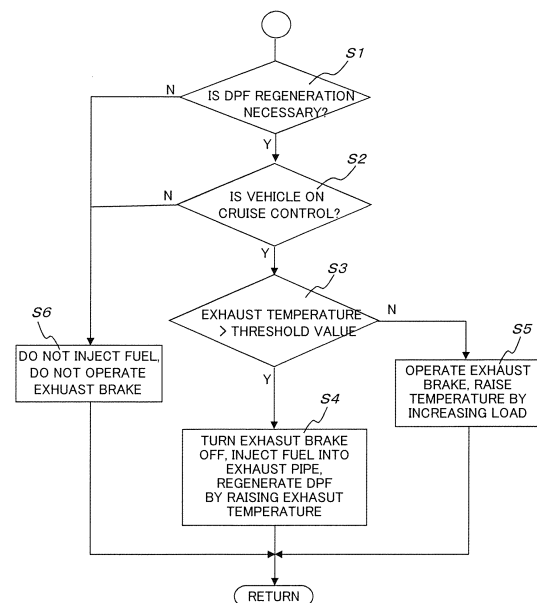 S1
N
IS DPF REGENERATION
NECESSARY?
Y
S2
N
IS VEHICLE ON
CRUISE CONTROL?
Y
S3
EXHAUST TEMPERATURE
> THRESHOLD VALUE
N
S6
DO NOT INJECT FUEL,
DO NOT OPERATE
EXHUAST BRAKE
S5
OPERATE EXHAUST
BRAKE, RAISE
TEMPERATURE BY
INCREASING LOAD
Y
S4
TURN EXHASUT BRAKE
OFF, INJECT FUEL INTO
EXHAUST PIPE,
REGENERATE DPF
BY RAISING EXHASUT
TEMPERATURE
RETURN